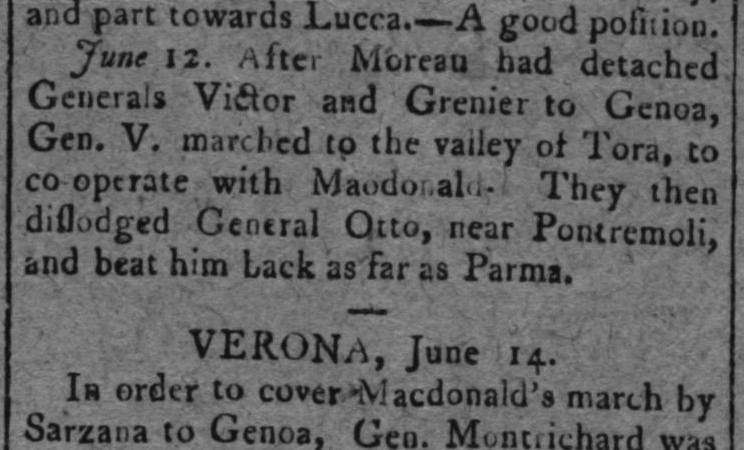 and part towards Lucca.—A good poſition.
June 12. After Moreau had detached
Generals Victor and Grenier to Genoa,
Gen. V. marched to the valley of Tora, to
co-operate with Maodonald. They then
diſlodged General Otto, near Pontremoli,
and beat him back as far as Parma.
VERONA, June 14.
In order to cover Macdonald's march by
Sarzana to Genoa, Gen. Montrichard was